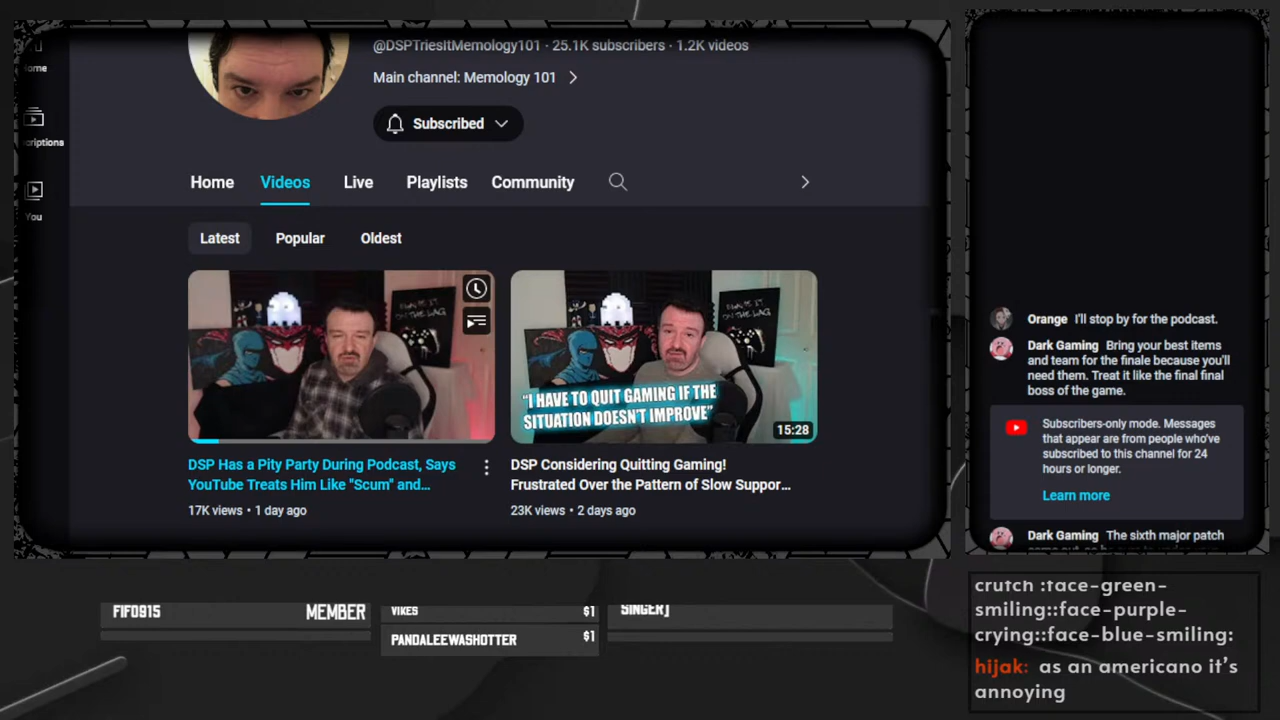 @DSPTriesItMemology101 · 25.1K subscribers · 1.2K videos
Main channel: Memology 101
Subscribed
Home
Videos
Live
Playlists
Community
You
Latest
Popular
Oldest
"I HAVE TO QUIT GAMING IF THE
SITUATION DOESN'T IMPROVE"
15:28
DSP Has a Pity Party During Podcast, Says
YouTube Treats Him Like "Scum" and...
17K views · 1 day ago
DSP Considering Quitting Gaming!
Frustrated Over the Pattern of Slow Suppor...
23K views · 2 days ago
Orange I'll stop by for the podcast.
Dark Gaming Bring your best items
and team for the finale because you'll
need them. Treat it like the final final
boss of the game.
Subscribers-only mode. Messages
that appear are from people who've
subscribed to this channel for 24
hours or longer.
Learn more
Dark Gaming The sixth major patch
FIFO915 MEMBER
VIKES $1
PANDALEEWASHOTTER $1
SINGER]
crutch :face-green-
smiling::face-purple-
crying::face-blue-smiling:
hijak: as an americano it's
annoying